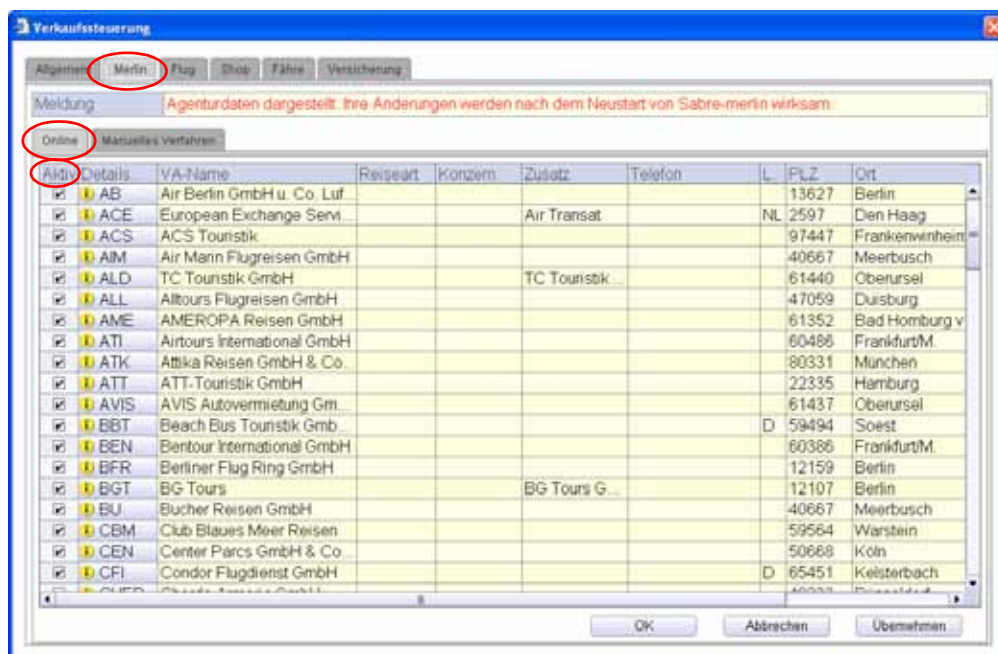 Verkaufssteuerung
Allgemein Merlin Flug Shop Fähre Versicherung
Meldung Agenturdaten dargestellt. Ihre Änderungen werden nach dem Neustart von Sabre-merlin wirksam.
Online Manuelles Verfahren
Aktiv Details VA-Name Reiseart Konzern Zusatz Telefon L. PLZ Ort
AB Air Berlin GmbH u. Co. Luf... 13627 Berlin
ACE European Exchange Servi... Air Transat NL 2597 Den Haag
ACS ACS Touristik 97447 Frankenwinheim
AIM Air Marin Flugreisen GmbH 40667 Meerbusch
ALD TC Touristik GmbH TC Touristik ... 61440 Oberursel
ALL Alltours Flugreisen GmbH 47059 Duisburg
AME AMEROPA Reisen GmbH 61352 Bad Homburg v
ATI Airtours International GmbH 60486 Frankfurt/M.
ATK Attika Reisen GmbH & Co. 80331 München
ATT ATT-Touristik GmbH 22335 Hamburg
AVIS AVIS Autovermietung Gm... 61437 Oberursel
BBT Beach Bus Touristik Gmb... D 59494 Soest
BEN Bentour International GmbH 60386 Frankfurt/M.
BFR Berliner Flug Ring GmbH 12159 Berlin
BGT BG Tours BG Tours G... 12107 Berlin
BU Bucher Reisen GmbH 40667 Meerbusch
CBM Club Blaues Meer Reisen 59564 Warstein
CEN Center Parcs GmbH & Co. 50668 Köln
CFI Condor Flugdienst GmbH D 65451 Kelsterbach
OK Abbrechen Übernehmen